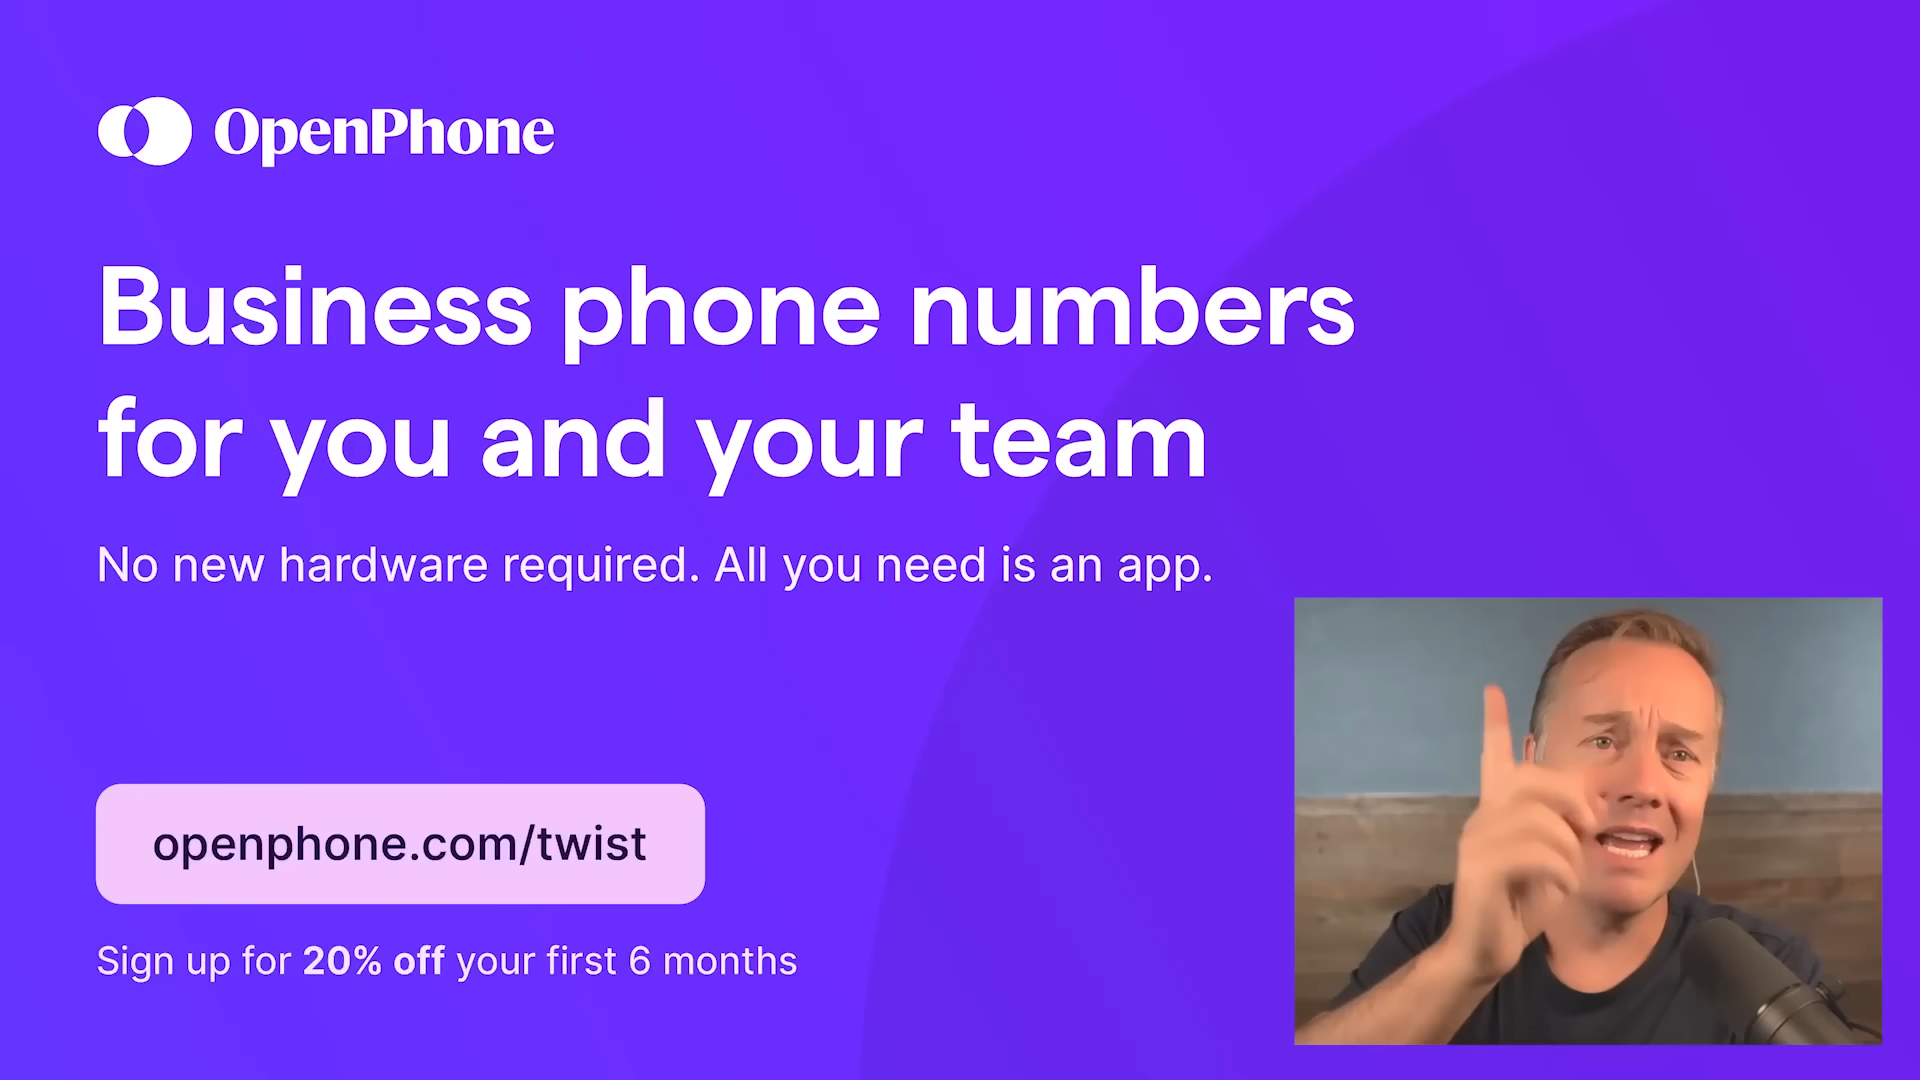 OpenPhone
Business phone numbers
for you and your team
No new hardware required. All you need is an app.
openphone.com/twist
Sign up for 20% off your first 6 months